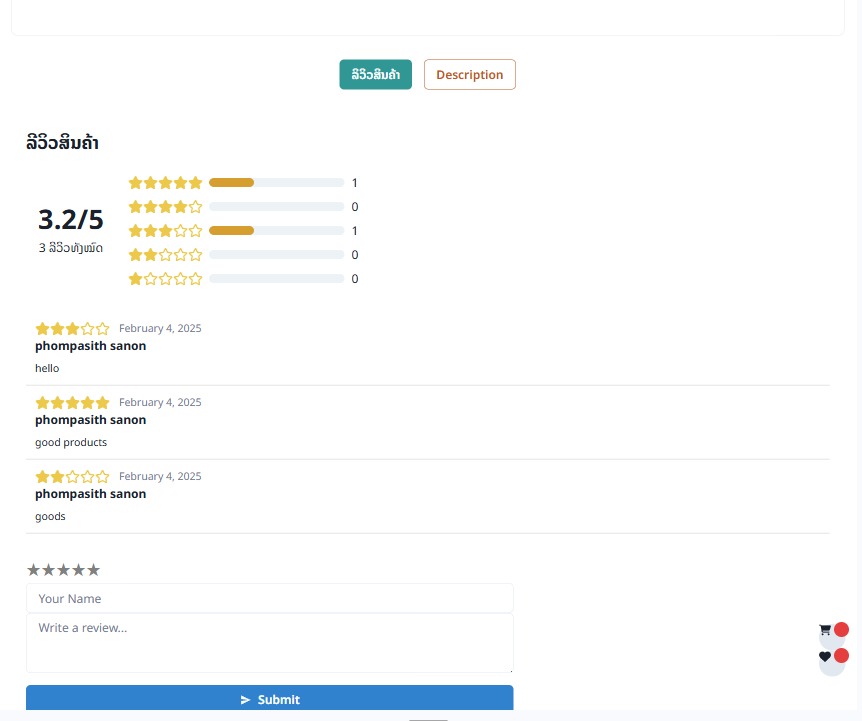 ລີວິວສິນຄ້າ Description
ລີວິວສິນຄ້າ
1
0
3.2/5
1
3 ລີວິວທັງໝົດ
0
0
February 4, 2025
phompasith sanon
hello
February 4, 2025
phompasith sanon
good products
February 4, 2025
phompasith sanon
goods
Your Name
Write a review...
Submit